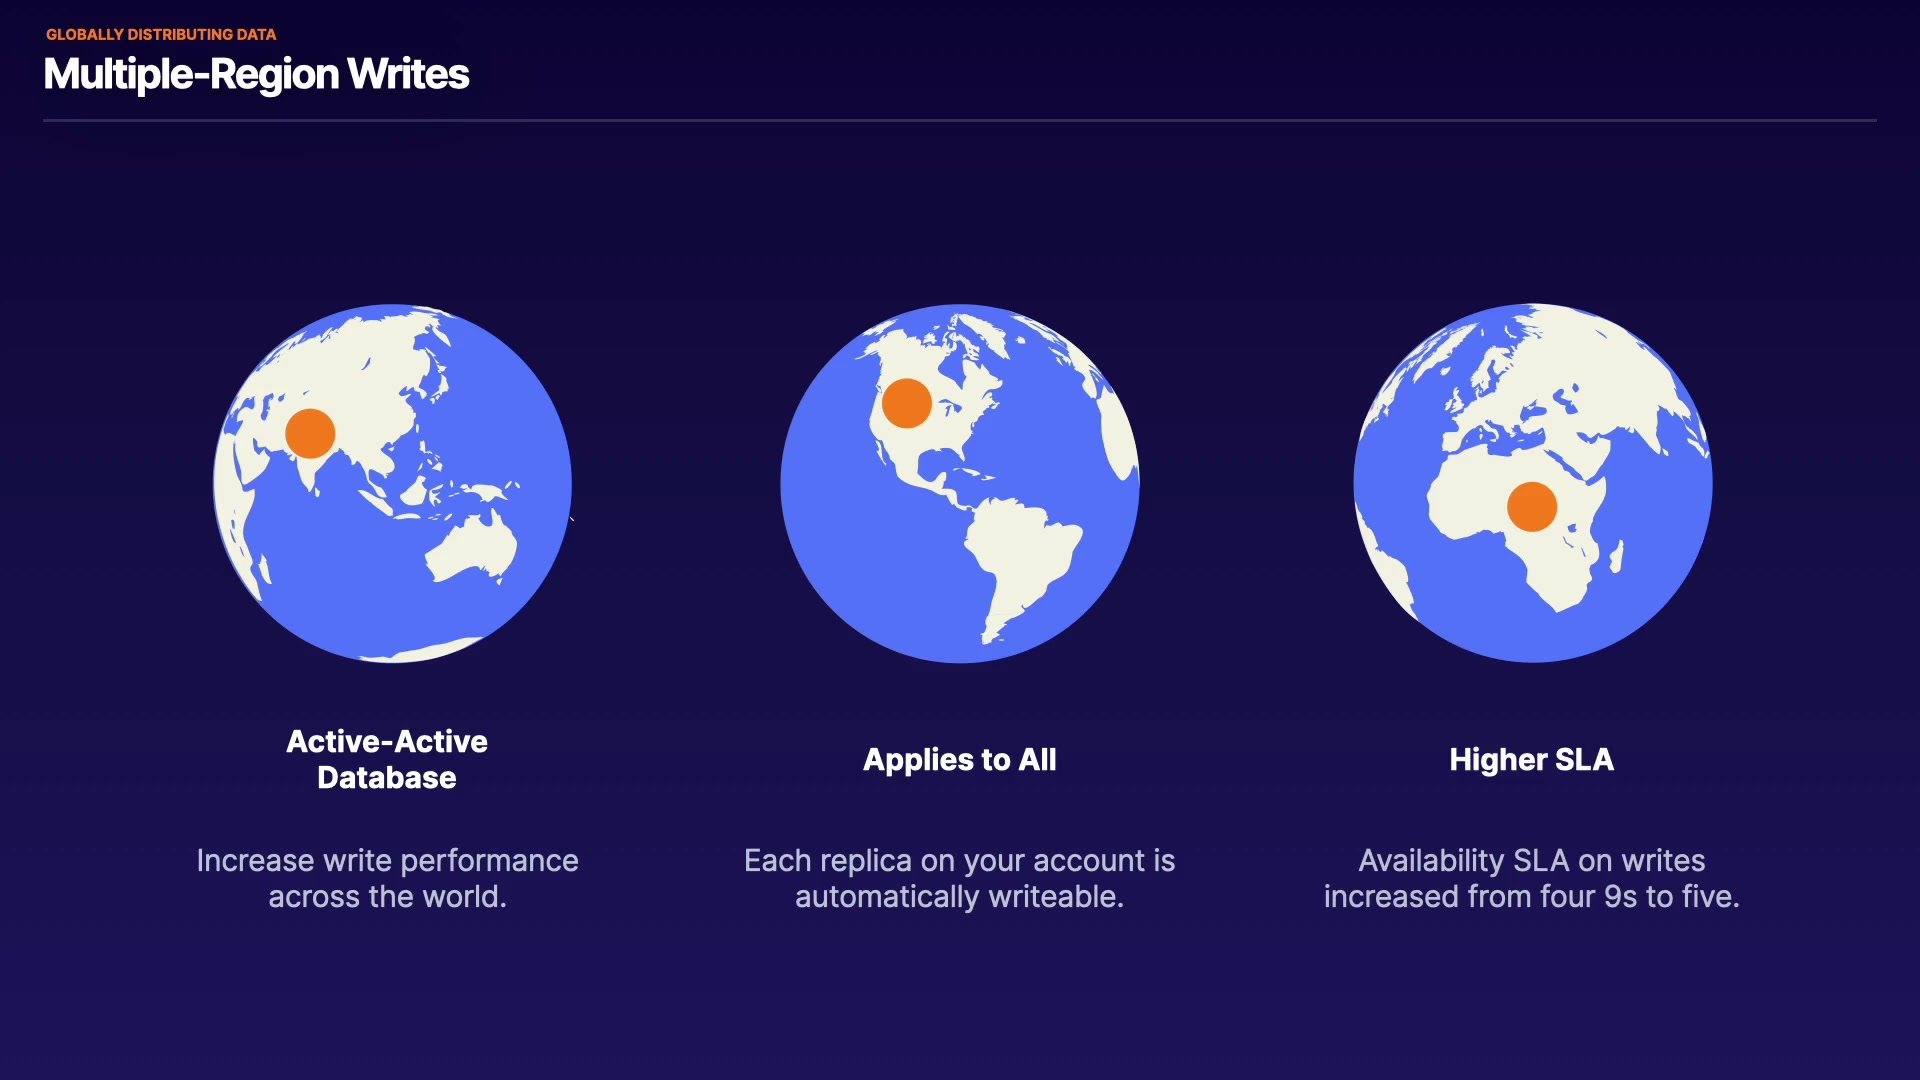 GLOBALLY DISTRIBUTING DATA
Multiple-Region Writes
Active-Active
Database
Increase write performance
across the world.
Applies to All
Each replica on your account is
automatically writeable.
Higher SLA
Availability SLA on writes
increased from four 9s to five.